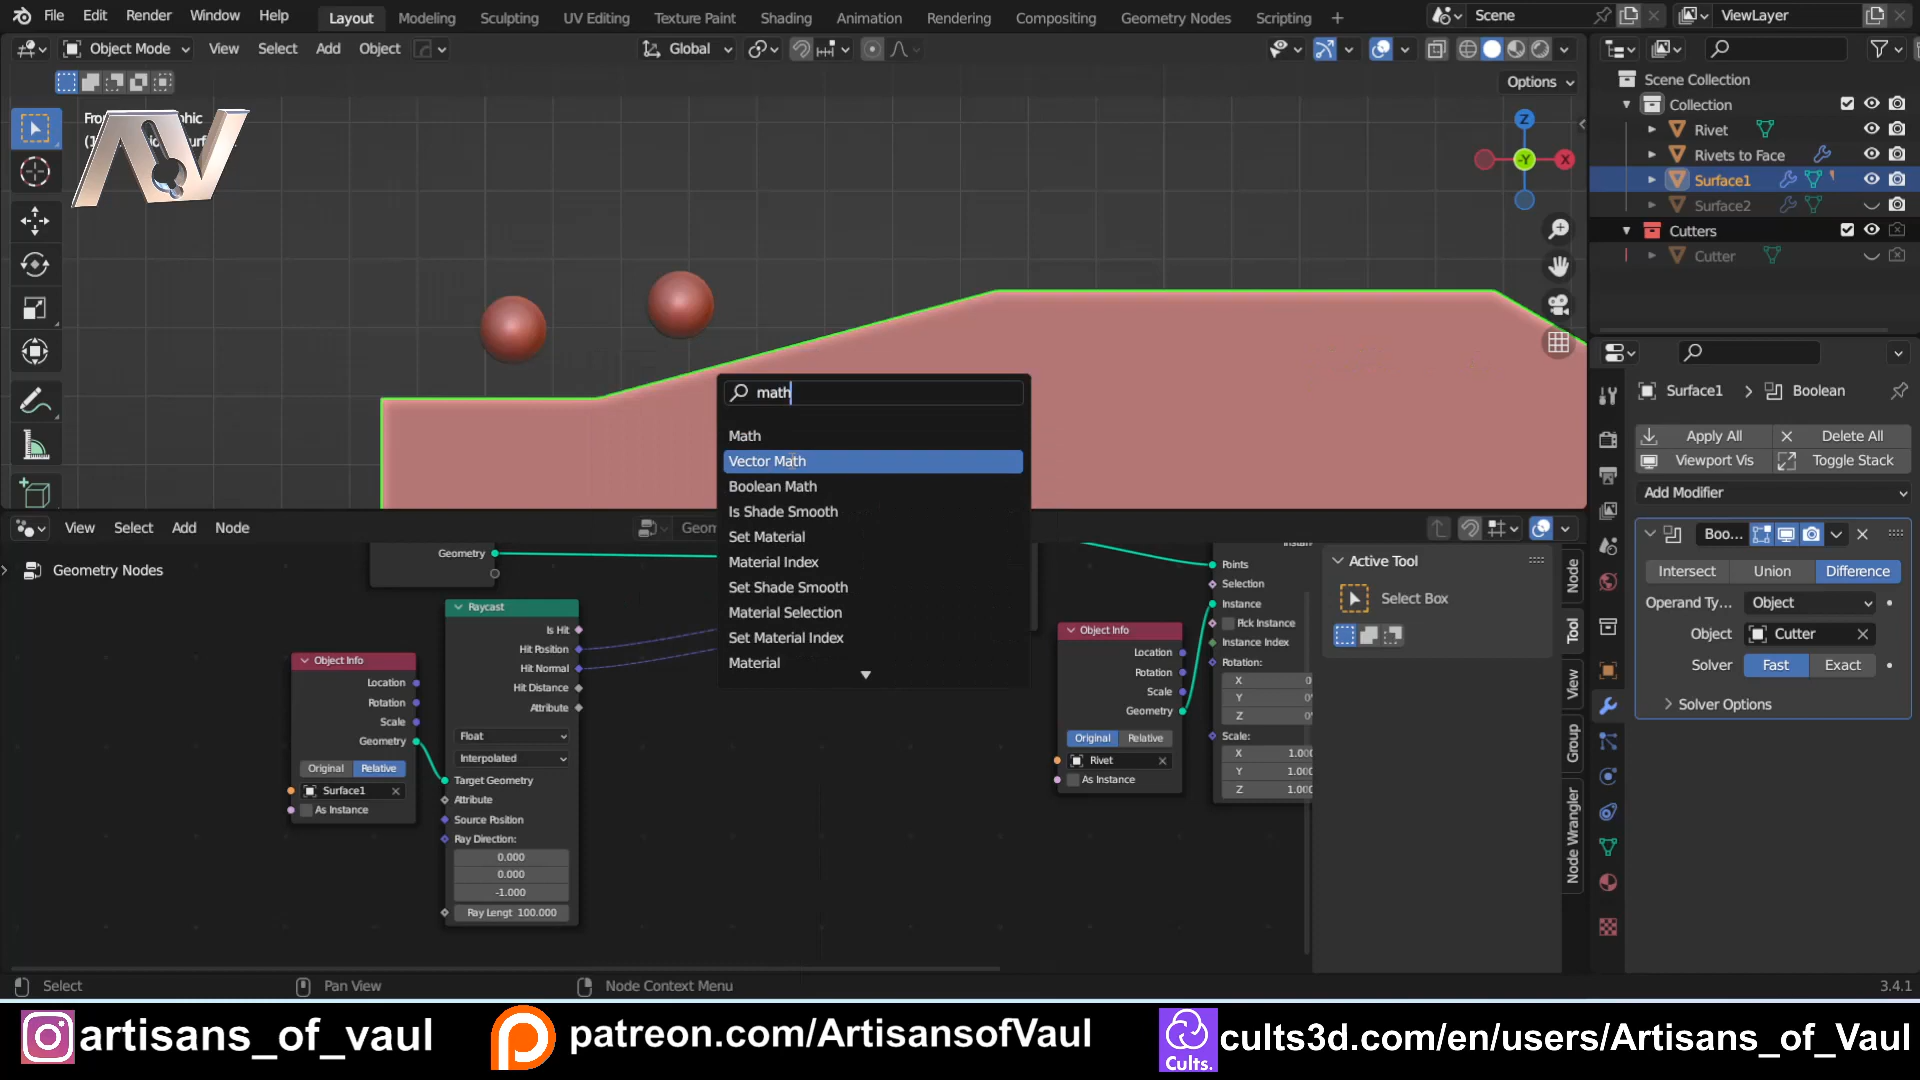 File Edit Render Window Help Layout Modeling Sculpting UV Editing Texture Paint Shading Animation Rendering Compositing Geometry Nodes Scripting + Scene ViewLayer
Object Mode View Select Add Object Global
Options
Scene Collection
Collection
Rivet
Rivets to Face
Surface1
Surface2
Cutters
Cutter
AV
Z
-Y
X
math
Math
Vector Math
Boolean Math
Is Shade Smooth
Set Material
Material Index
Set Shade Smooth
Material Selection
Set Material Index
Material
Surface1 > Boolean
Apply All Delete All
Viewport Vis Toggle Stack
Add Modifier
Boo...
Intersect Union Difference
Operand Ty... Object
Object Cutter
Solver Fast Exact
Solver Options
View Select Add Node
Geometry Nodes
Geometry
Raycast
Is Hit
Hit Position
Hit Normal
Hit Distance
Attribute
Float
Interpolated
Target Geometry
Attribute
Source Position
Ray Direction:
0.000
0.000
-1.000
Ray Lengt 100.000
Object Info
Location
Rotation
Scale
Geometry
Original Relative
Surface1
As Instance
Object Info
Location
Rotation
Scale
Geometry
Original Relative
Rivet
As Instance
Points
Selection
Instance
Pick Instance
Instance Index
Rotation:
X
Y
Z
Scale:
X 1.000
Y 1.000
Z 1.000
Active Tool
Select Box
Node
Tool
View
Group
Node Wrangler
Select Pan View Node Context Menu 3.4.1
artisans_of_vaul patreon.com/ArtisansofVaul Cults. cults3d.com/en/users/Artisans_of_Vaul